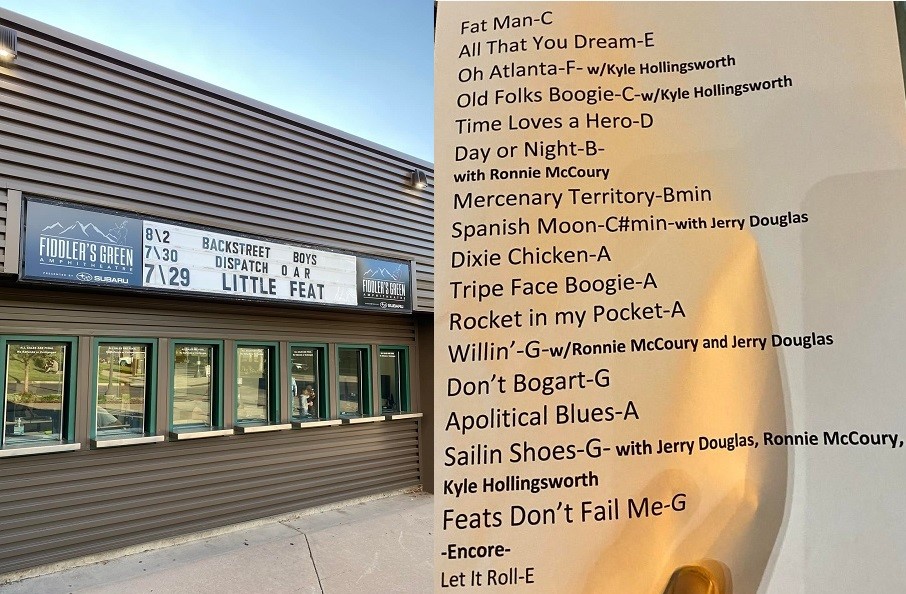 FIDDLER'S GREEN
AMPHITHEATRE
PRESENTED BY SUBARU
8\2 BACKSTREET BOYS
7\30 DISPATCH O A R
7/29 LITTLE FEAT
FIDDLER'S GREEN
AMPHITHEATRE
SUBARU
Fat Man-C
All That You Dream-E
Oh Atlanta-F- w/Kyle Hollingsworth
Old Folks Boogie-C-w/Kyle Hollingsworth
Time Loves a Hero-D
Day or Night-B-
with Ronnie McCoury
Mercenary Territory-Bmin
Spanish Moon-C#min-with Jerry Douglas
Dixie Chicken-A
Tripe Face Boogie-A
Rocket in my Pocket-A
Willin'-G-w/Ronnie McCoury and Jerry Douglas
Don't Bogart-G
Apolitical Blues-A
Sailin Shoes-G- with Jerry Douglas, Ronnie McCoury,
Kyle Hollingsworth
Feats Don't Fail Me-G
-Encore-
Let It Roll-E